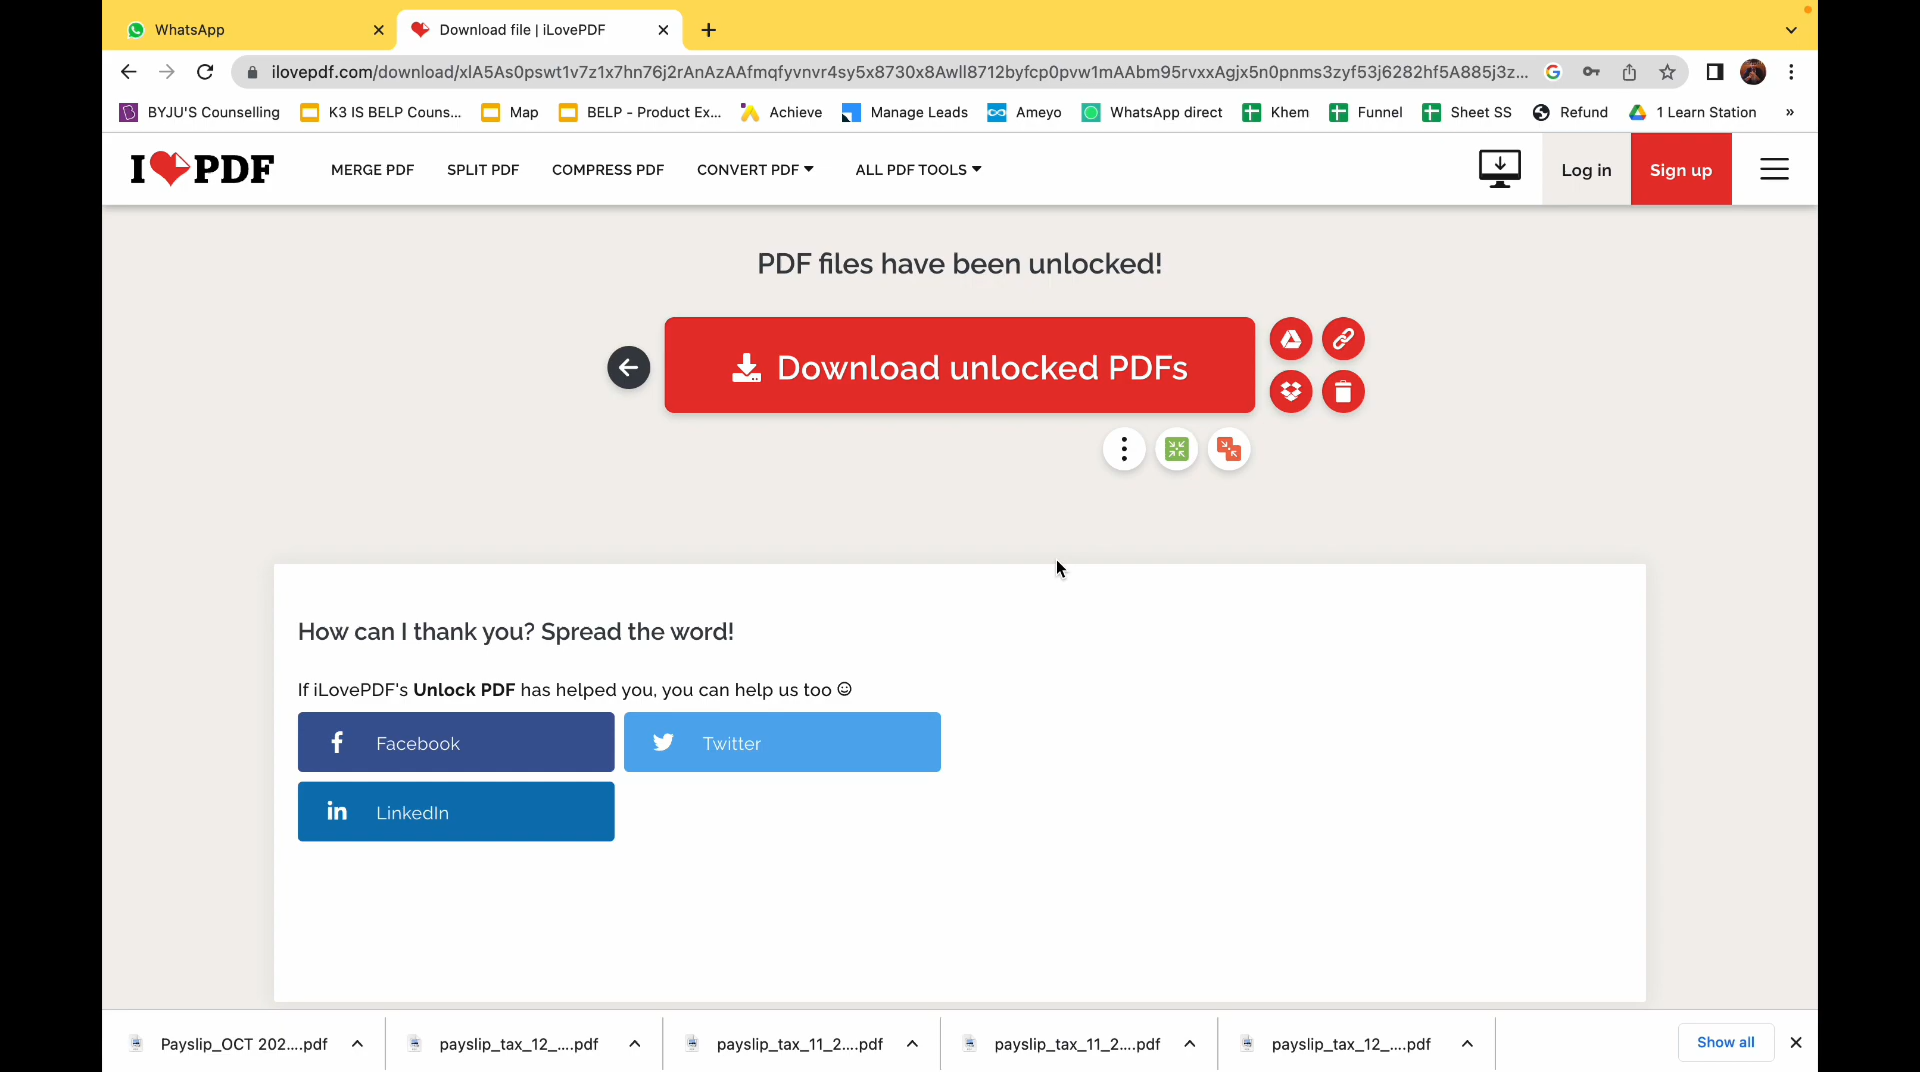 WhatsApp
Download file | iLovePDF
ilovepdf.com/download/xlA5As0pswt1v7z1x7hn76j2rAnAzAAfmqfyvnvr4sy5x8730x8Awll8712byfcp0pvw1mAAbm95rvxxAgjx5n0pnms3zyf53j6282hf5A885j3z...
BYJU'S Counselling K3 IS BELP Couns... Map BELP - Product Ex... Achieve Manage Leads Ameyo WhatsApp direct Khem Funnel Sheet SS Refund 1 Learn Station »
I PDF MERGE PDF SPLIT PDF COMPRESS PDF CONVERT PDF ALL PDF TOOLS Log in Sign up
PDF files have been unlocked!
Download unlocked PDFs
How can I thank you? Spread the word!
If iLovePDF's Unlock PDF has helped you, you can help us too ☺
Facebook Twitter
LinkedIn
Payslip_OCT 202....pdf payslip_tax_12_....pdf payslip_tax_11_2....pdf payslip_tax_11_2....pdf payslip_tax_12_....pdf Show all